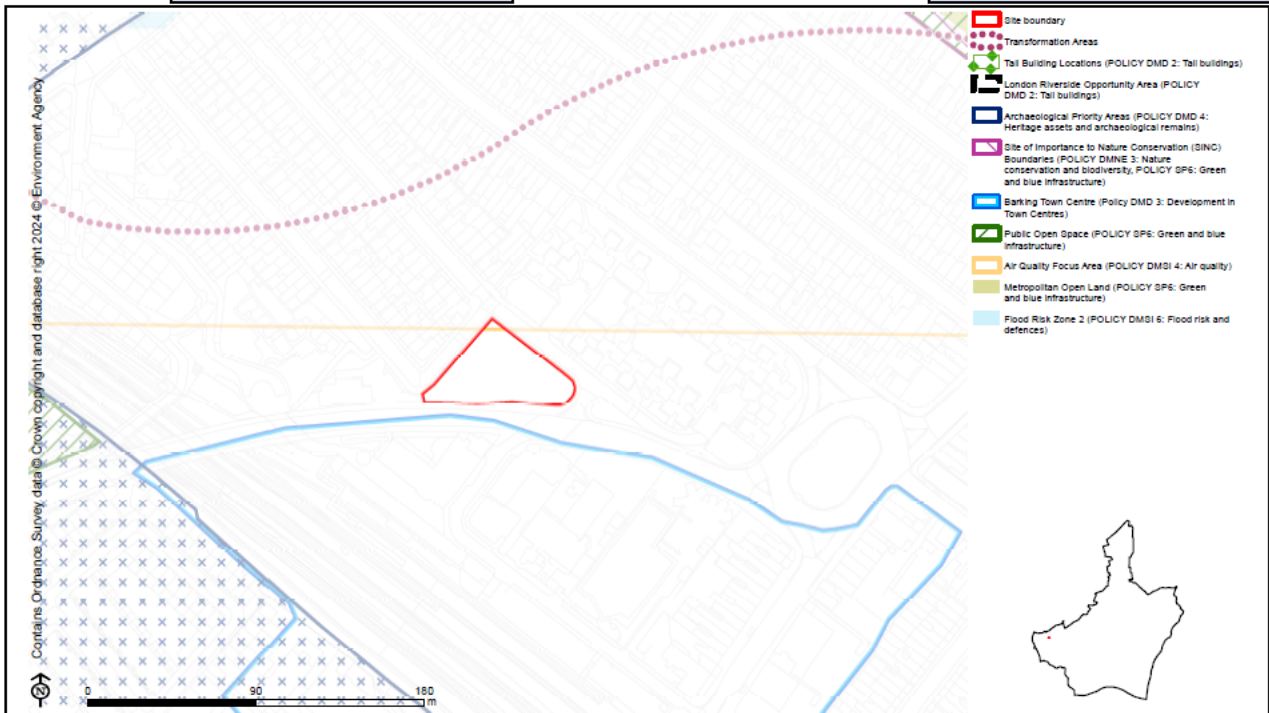 Site boundary
Transformation Areas
Tall Building Locations (POLICY DMD 2: Tall buildings)
London Riverside Opportunity Area (POLICY
DMD 2: Tall buildings)
Archaeological Priority Areas (POLICY DMD 4:
Heritage assets and archaeological remains)
Site of Importance to Nature Conservation (SINC)
Boundaries (POLICY DMNE 3: Nature
conservation and biodiversity, POLICY SP6: Green
and blue infrastructure)
Barking Town Centre (Policy DMD 3: Development in
Town Centres)
Public Open Space (POLICY SP6: Green and blue
infrastructure)
Air Quality Focus Area (POLICY DMSI 4: Air quality)
Metropolitan Open Land (POLICY SP6: Green
and blue infrastructure)
Flood Risk Zone 2 (POLICY DMSI 6: Flood risk and
defences)
Contains Ordnance Survey data © Crown copyright and database right 2024 © Environment Agency
N
0 90 180
m